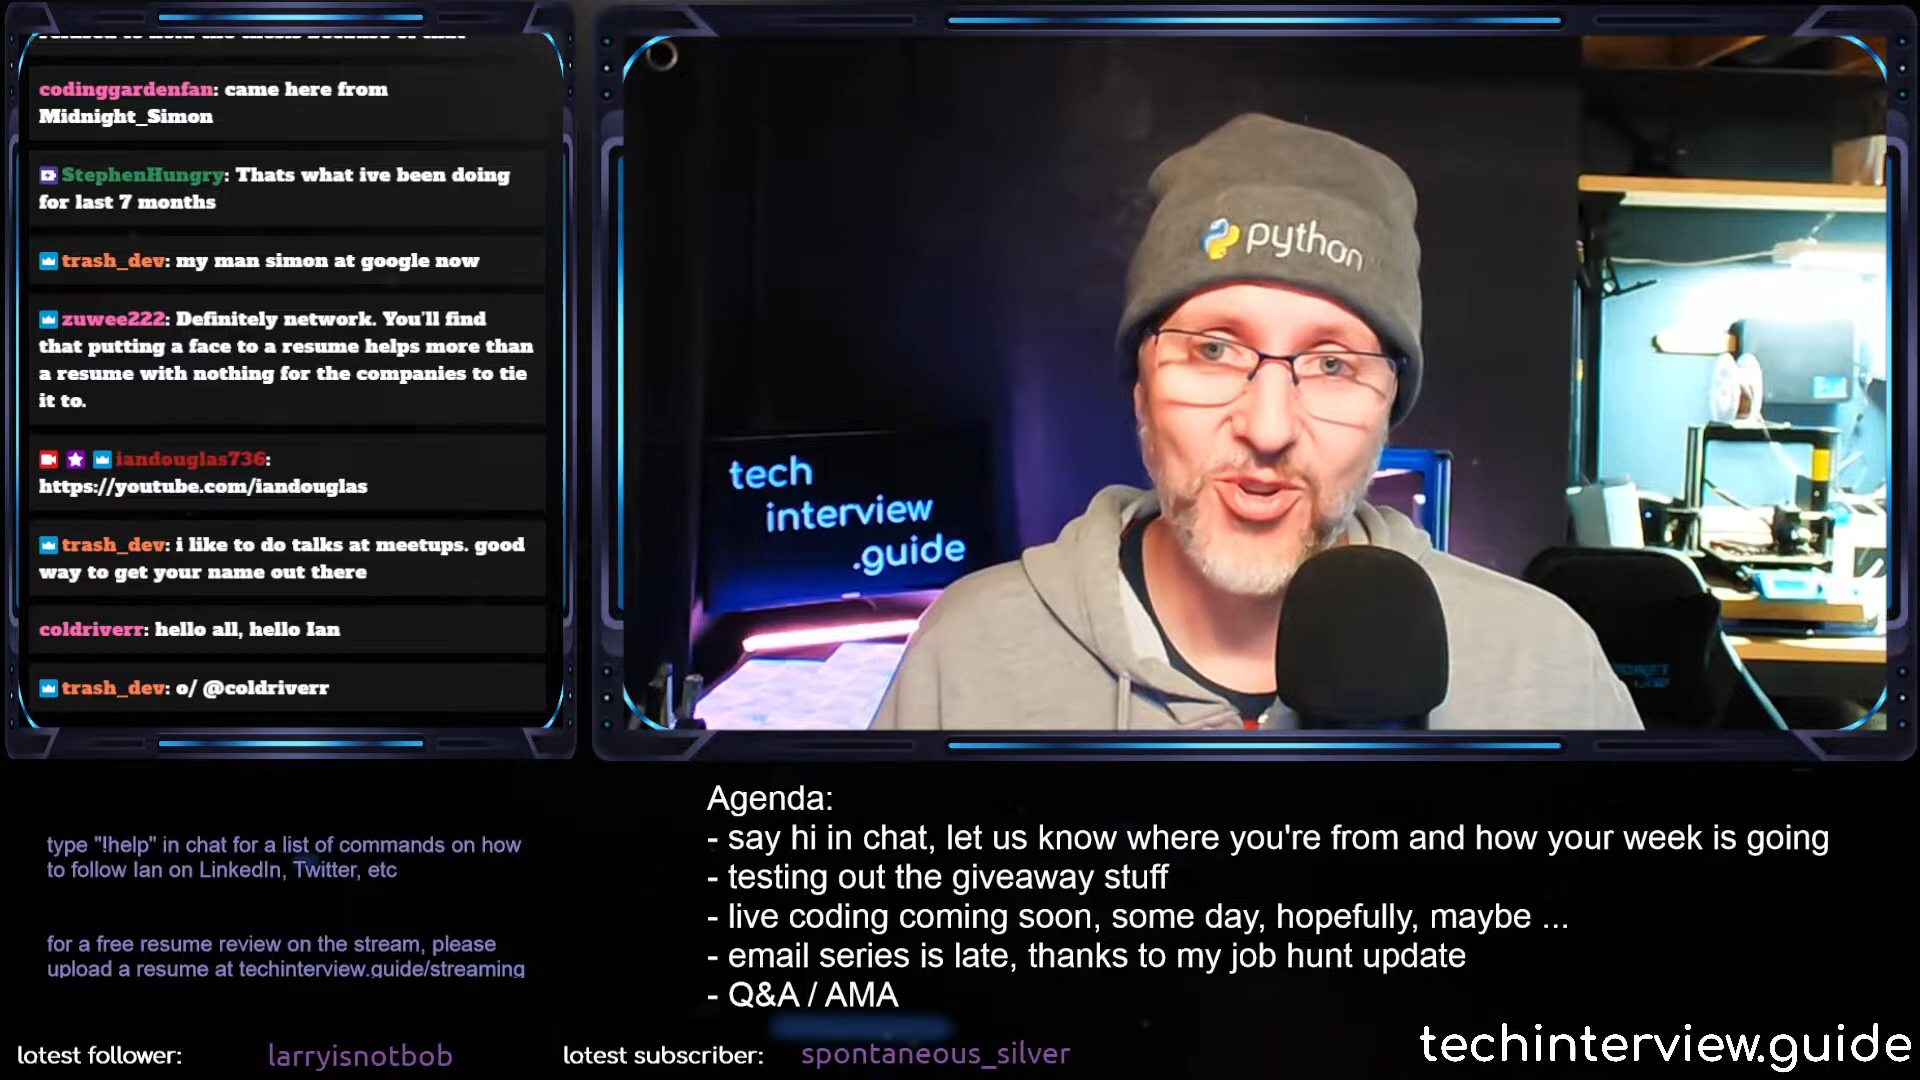 codinggardenfan: came here from
Midnight_Simon
StephenHungry: Thats what ive been doing
for last 7 months
trash_dev: my man simon at google now
zuwee222: Definitely network. You'll find
that putting a face to a resume helps more than
a resume with nothing for the companies to tie
it to.
iandouglas736:
https://youtube.com/iandouglas
trash_dev: i like to do talks at meetups. good
way to get your name out there
coldriverr: hello all, hello Ian
trash_dev: o/ @coldriverr
python
tech
interview
.guide
type "!help" in chat for a list of commands on how
to follow Ian on LinkedIn, Twitter, etc
for a free resume review on the stream, please
upload a resume at techinterview.guide/streaming
Agenda:
- say hi in chat, let us know where you're from and how your week is going
- testing out the giveaway stuff
- live coding coming soon, some day, hopefully, maybe ...
- email series is late, thanks to my job hunt update
- Q&A / AMA
latest follower: larryisnotbob
latest subscriber: spontaneous_silver
techinterview.guide